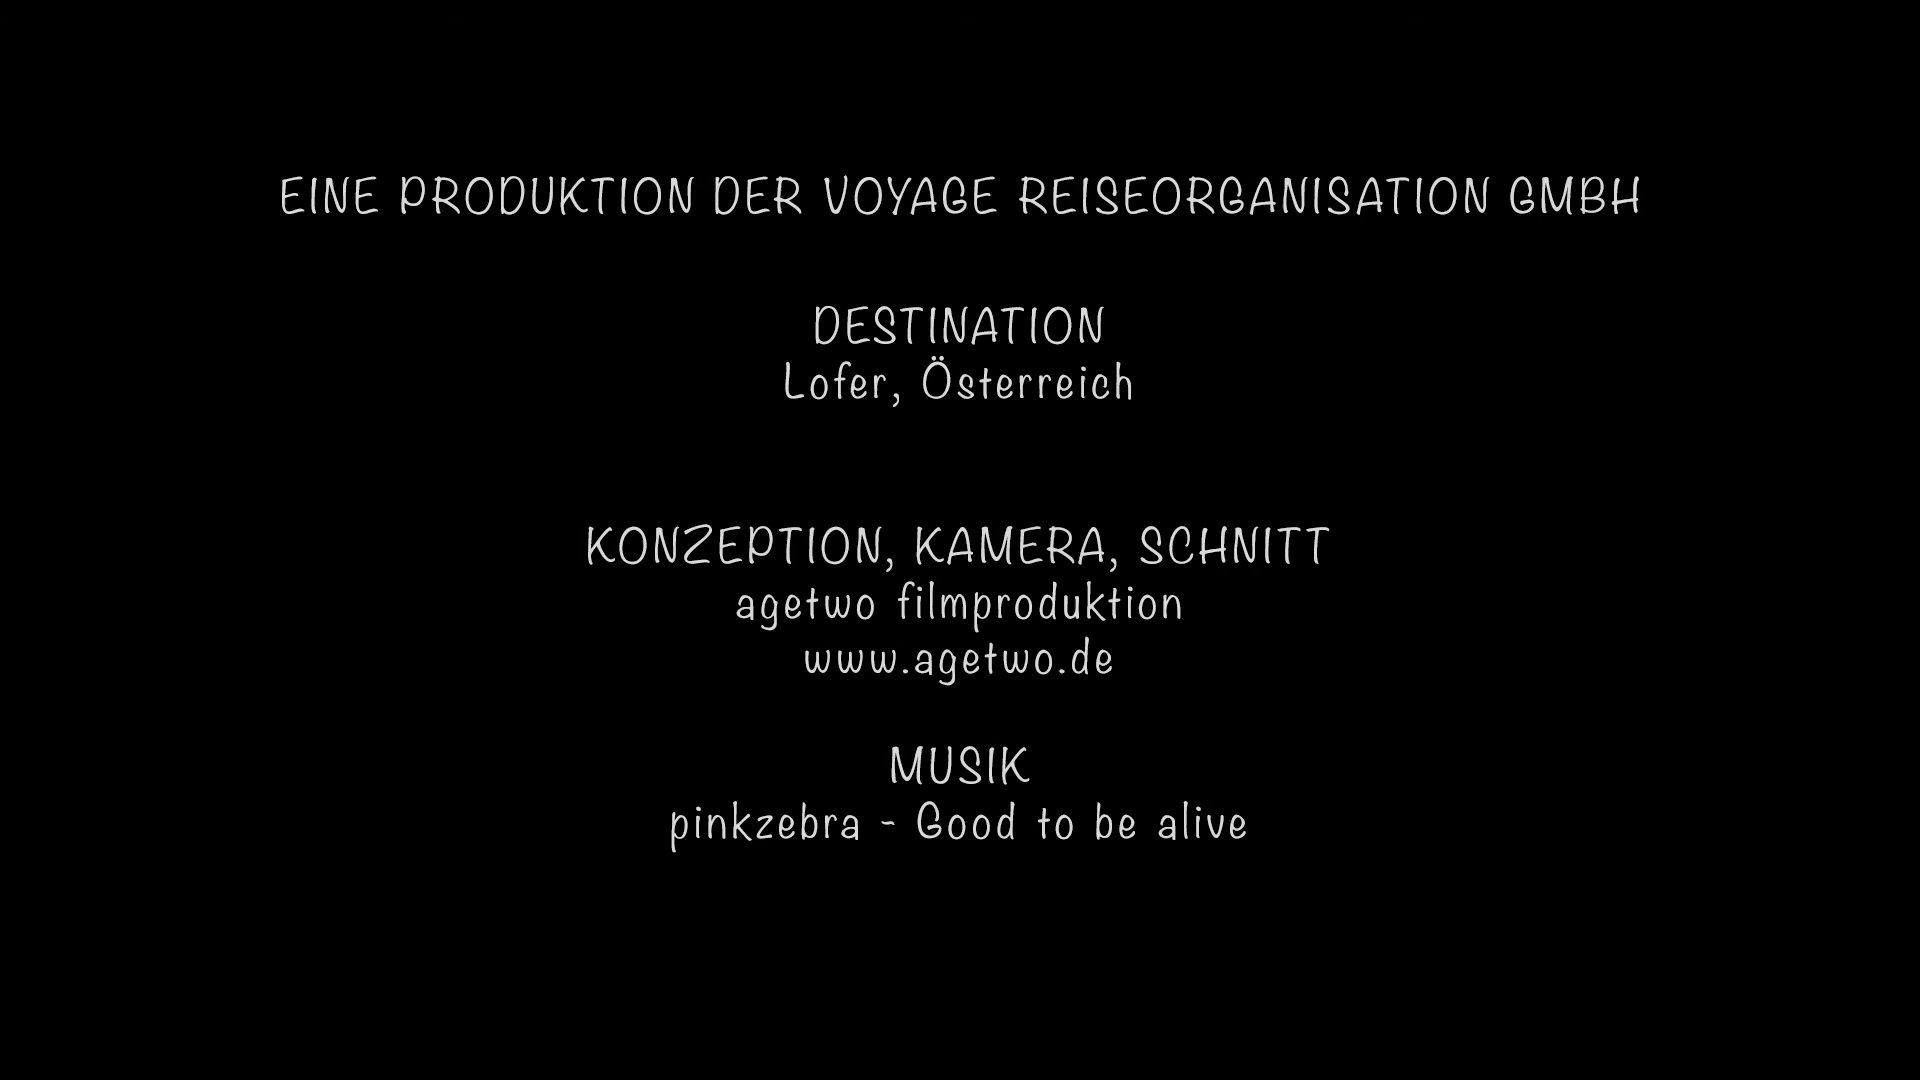 EINE PRODUKTION DER VOYAGE REISEORGANISATION GMBH
DESTINATION
Lofer, Österreich
KONZEPTION, KAMERA, SCHNITT
agetwo filmproduktion
www.agetwo.de
MUSIK
pinkzebra - Good to be alive